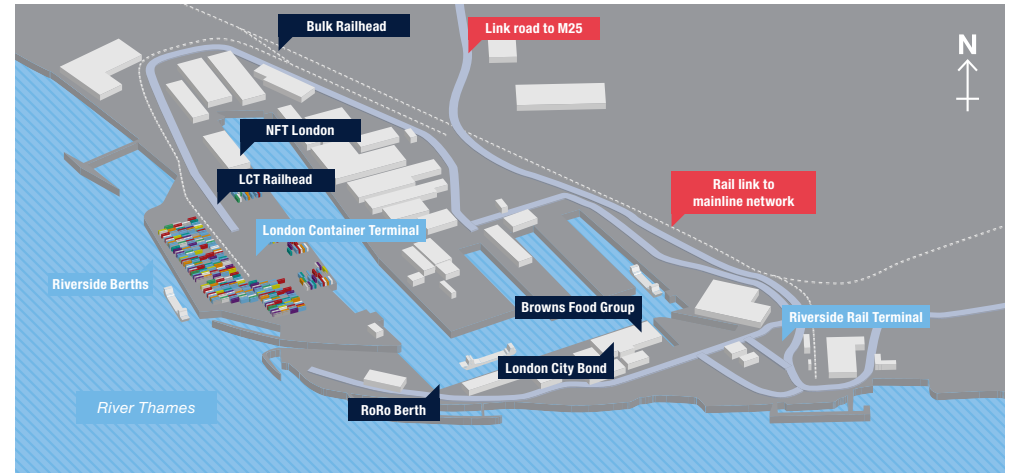 Bulk Railhead
Link road to M25
N
NFT London
LCT Railhead
Rail link to
mainline network
London Container Terminal
Riverside Berths
Browns Food Group
Riverside Rail Terminal
London City Bond
RoRo Berth
River Thames